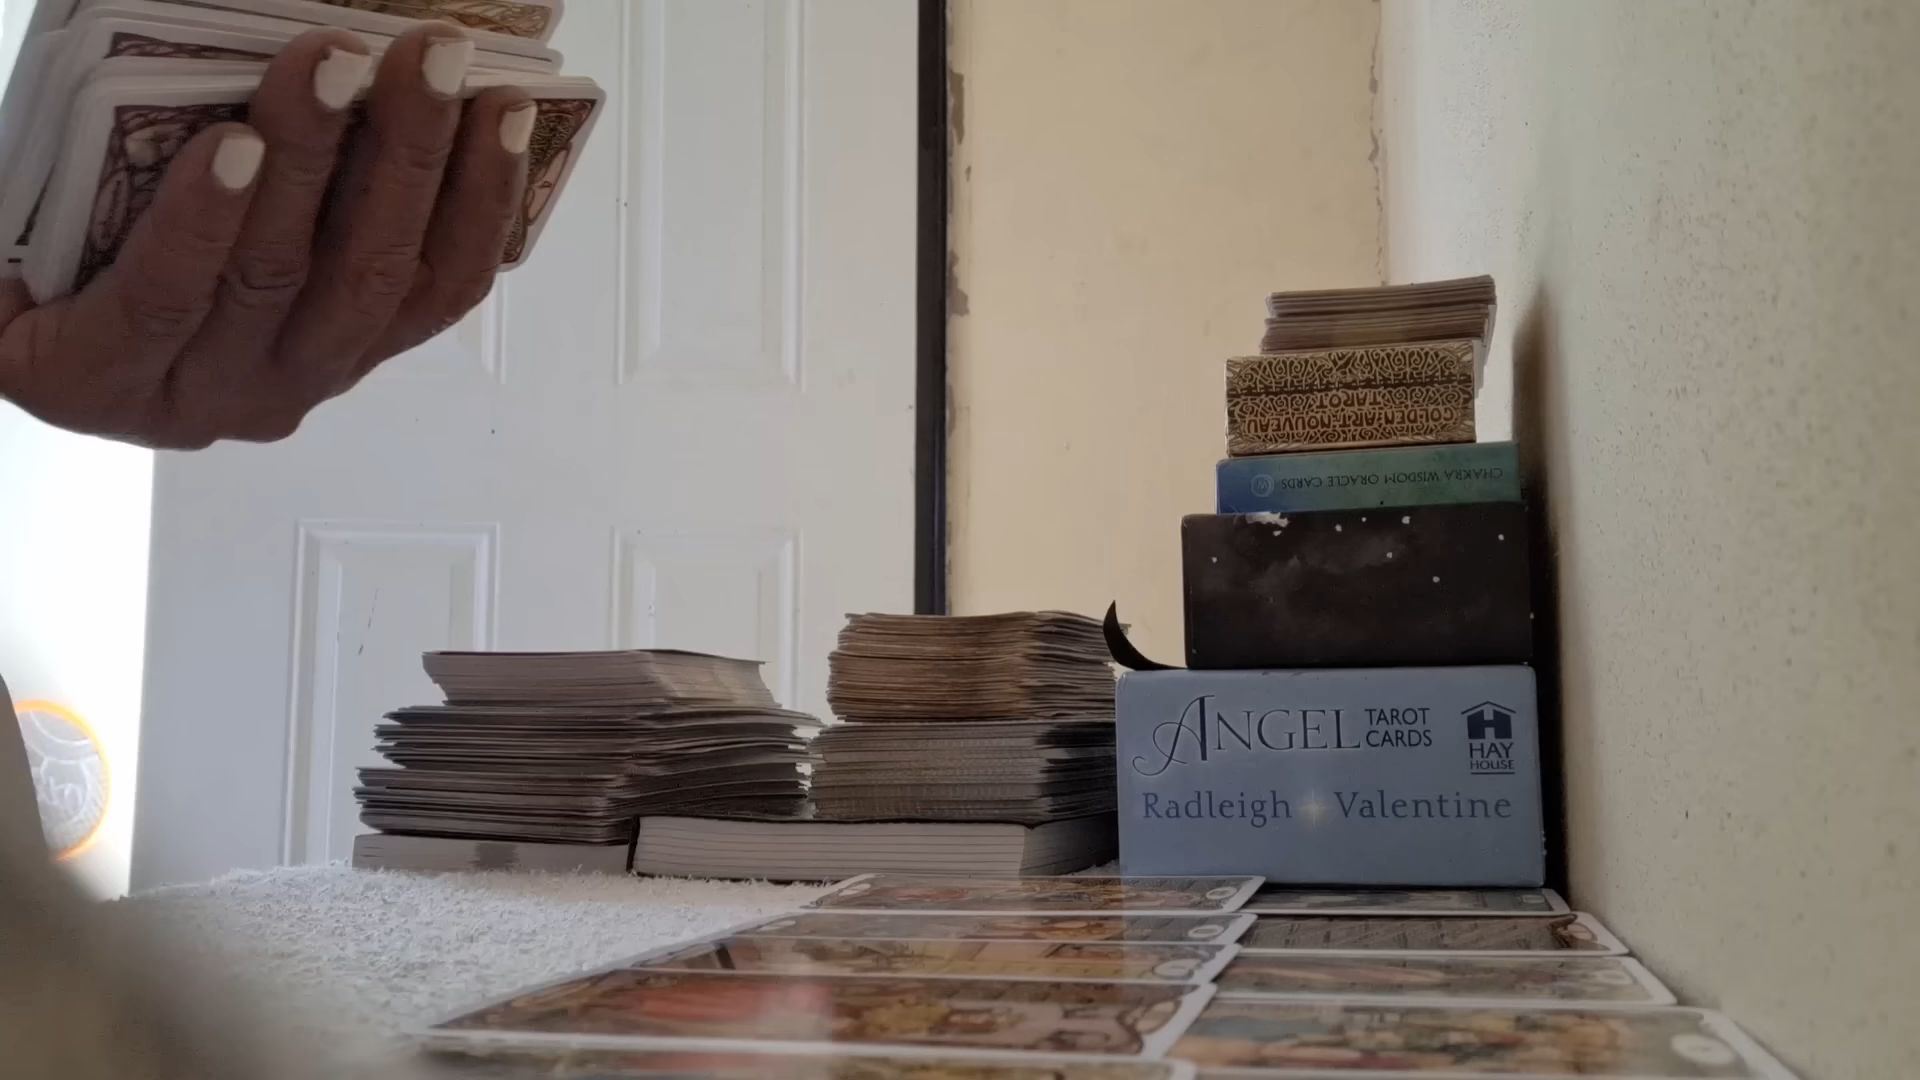 GOLDEN ART NOUVEAU
TAROT
CHAKRA WISDOM ORACLE CARDS
ANGEL TAROT CARDS
HAY HOUSE
Radleigh Valentine